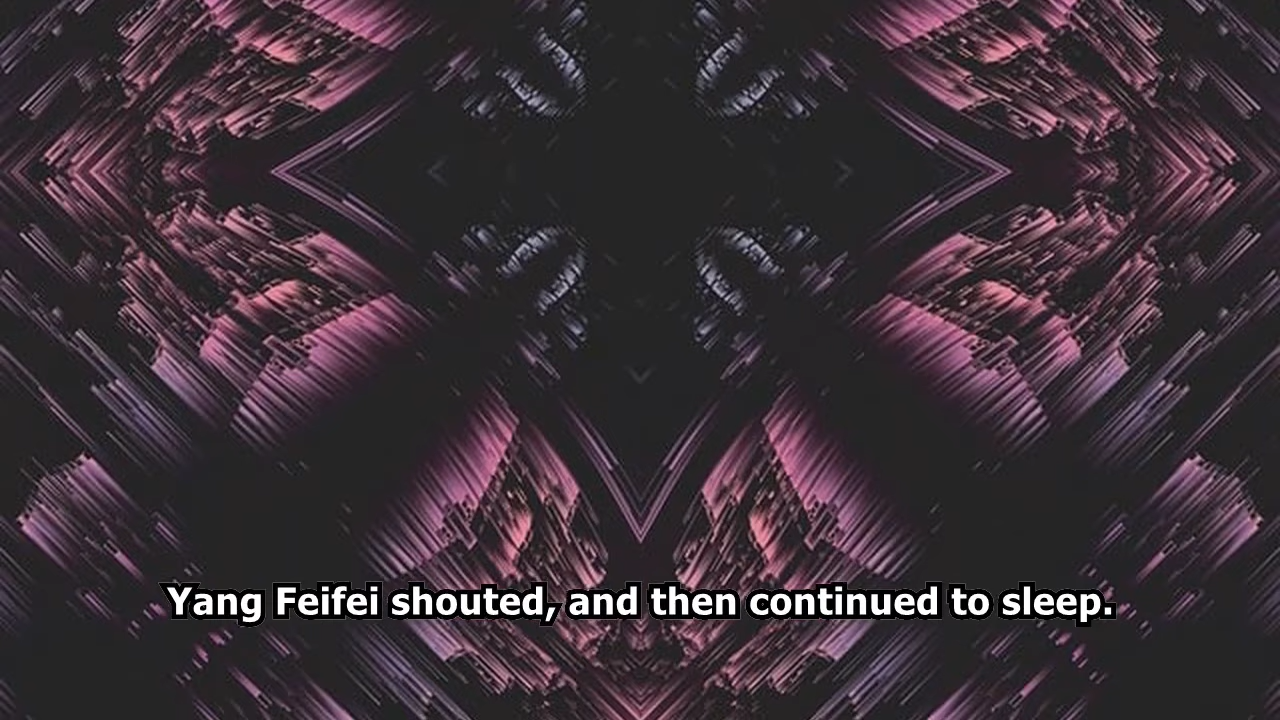 Yang Feifei shouted, and then continued to sleep.